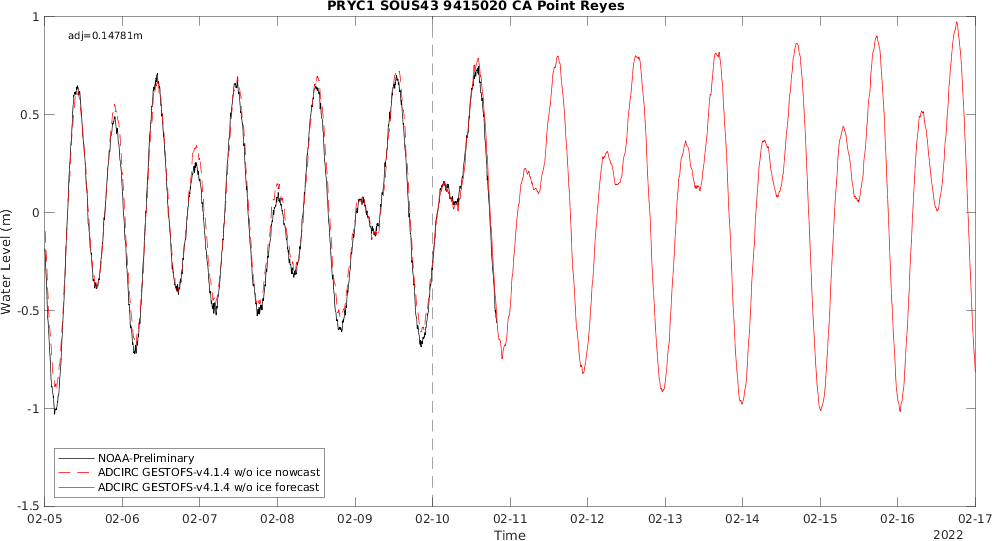 PRYC1 SOUS43 9415020 CA Point Reyes
adj=0.14781m
1
0.5
0
-0.5
-1
-1.5
Water Level (m)
NOAA-Preliminary
ADCIRC GESTOFS-v4.1.4 w/o ice nowcast
ADCIRC GESTOFS-v4.1.4 w/o ice forecast
02-05 02-06 02-07 02-08 02-09 02-10 02-11 02-12 02-13 02-14 02-15 02-16 02-17
Time
2022